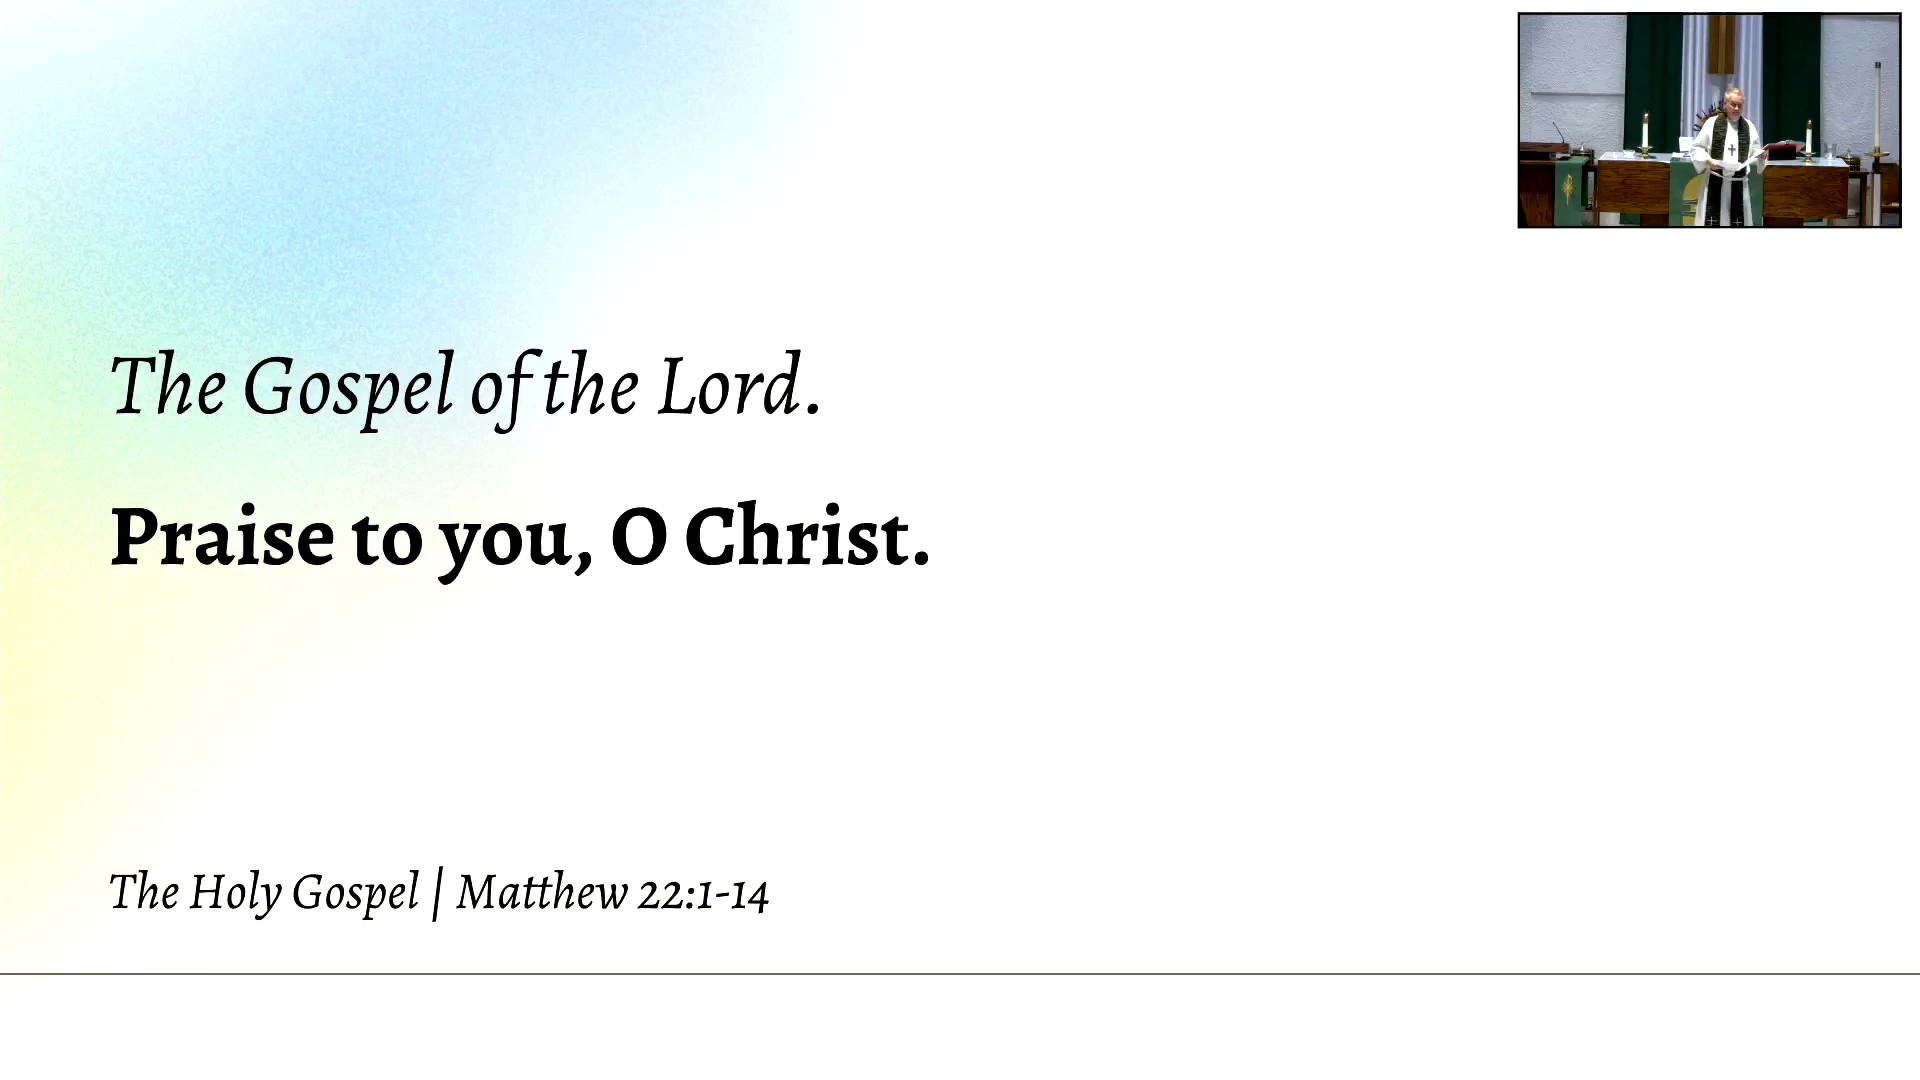 The Gospel of the Lord.
Praise to you, O Christ.
The Holy Gospel | Matthew 22:1-14